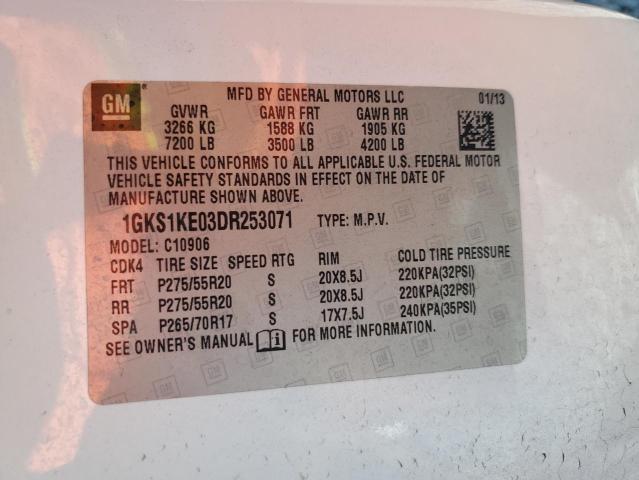 GM ® MFD BY GENERAL MOTORS LLC 01/13
GVWR GAWR FRT GAWR RR
3266 KG 1588 KG 1905 KG
7200 LB 3500 LB 4200 LB
THIS VEHICLE CONFORMS TO ALL APPLICABLE U.S. FEDERAL MOTOR
VEHICLE SAFETY STANDARDS IN EFFECT ON THE DATE OF
MANUFACTURE SHOWN ABOVE.
1GKS1KE03DR253071 TYPE: M.P.V.
MODEL: C10906
CDK4 TIRE SIZE SPEED RTG RIM COLD TIRE PRESSURE
FRT P275/55R20 S 20X8.5J 220KPA(32PSI)
RR P275/55R20 S 20X8.5J 220KPA(32PSI)
SPA P265/70R17 S 17X7.5J 240KPA(35PSI)
SEE OWNER'S MANUAL FOR MORE INFORMATION.